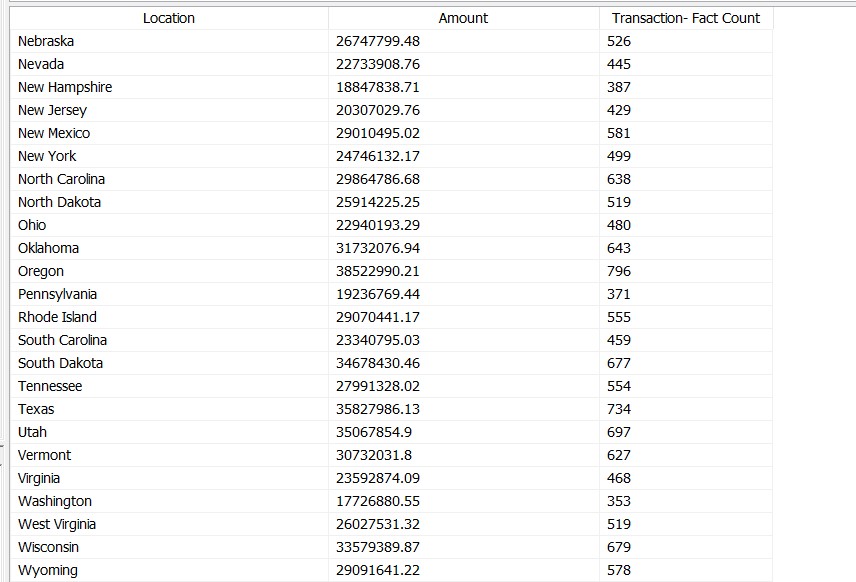 Location Amount Transaction- Fact Count
Nebraska 26747799.48 526
Nevada 22733908.76 445
New Hampshire 18847838.71 387
New Jersey 20307029.76 429
New Mexico 29010495.02 581
New York 24746132.17 499
North Carolina 29864786.68 638
North Dakota 25914225.25 519
Ohio 22940193.29 480
Oklahoma 31732076.94 643
Oregon 38522990.21 796
Pennsylvania 19236769.44 371
Rhode Island 29070441.17 555
South Carolina 23340795.03 459
South Dakota 34678430.46 677
Tennessee 27991328.02 554
Texas 35827986.13 734
Utah 35067854.9 697
Vermont 30732031.8 627
Virginia 23592874.09 468
Washington 17726880.55 353
West Virginia 26027531.32 519
Wisconsin 33579389.87 679
Wyoming 29091641.22 578